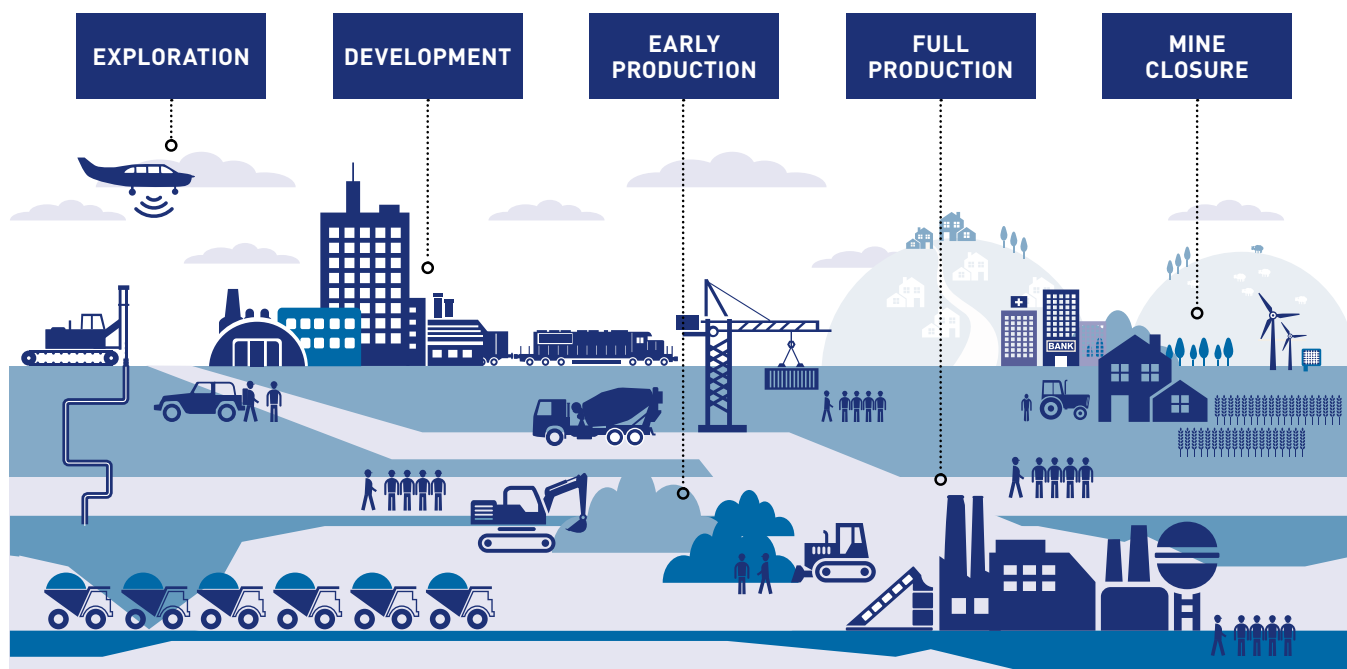 EXPLORATION
DEVELOPMENT
EARLY
PRODUCTION
FULL
PRODUCTION
MINE
CLOSURE
BANK